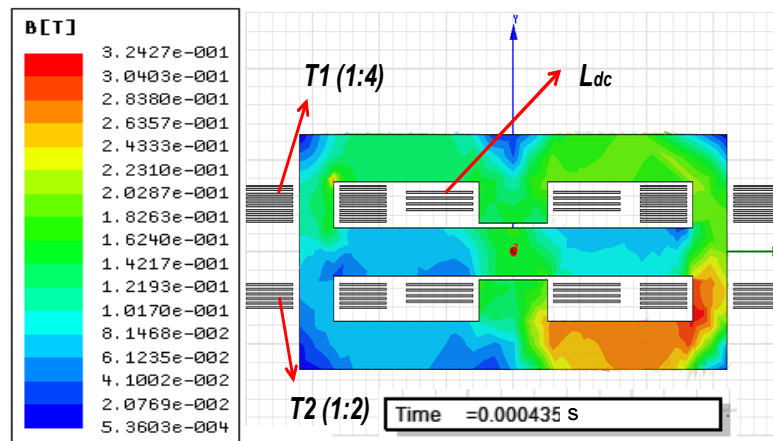 B[T]
3.2427e-001
3.0403e-001
2.8380e-001
2.6357e-001
2.4333e-001
2.2310e-001
2.0287e-001
1.8263e-001
1.6240e-001
1.4217e-001
1.2193e-001
1.0170e-001
8.1468e-002
6.1235e-002
4.1002e-002
2.0769e-002
5.3603e-004
T1 (1:4)
Ldc
Y
T2 (1:2)
Time =0.000435 s